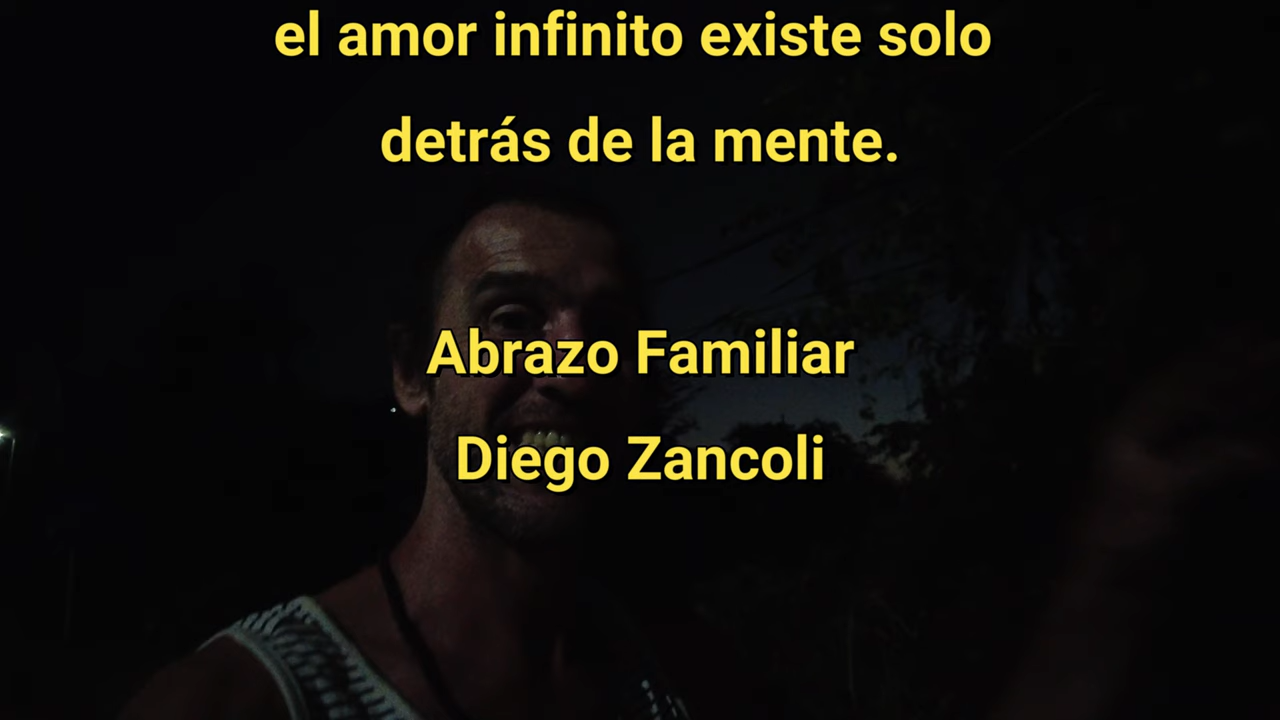 el amor infinito existe solo
detrás de la mente.
Abrazo Familiar
Diego Zancoli